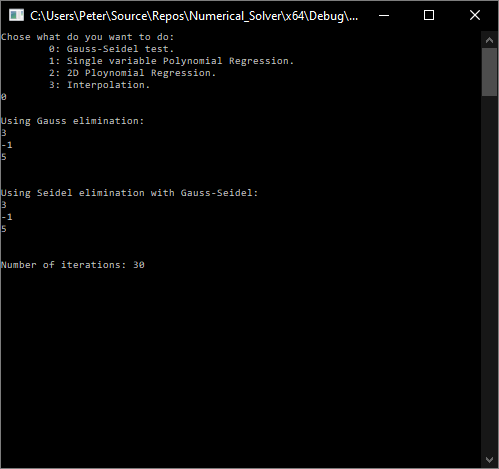 C:\Users\Peter\Source\Repos\Numerical_Solver\x64\Debug\...
Chose what do you want to do:
0: Gauss-Seidel test.
1: Single variable Polynomial Regression.
2: 2D Ploynomial Regression.
3: Interpolation.
0
Using Gauss elimination:
3
-1
5
Using Seidel elimination with Gauss-Seidel:
3
-1
5
Number of iterations: 30